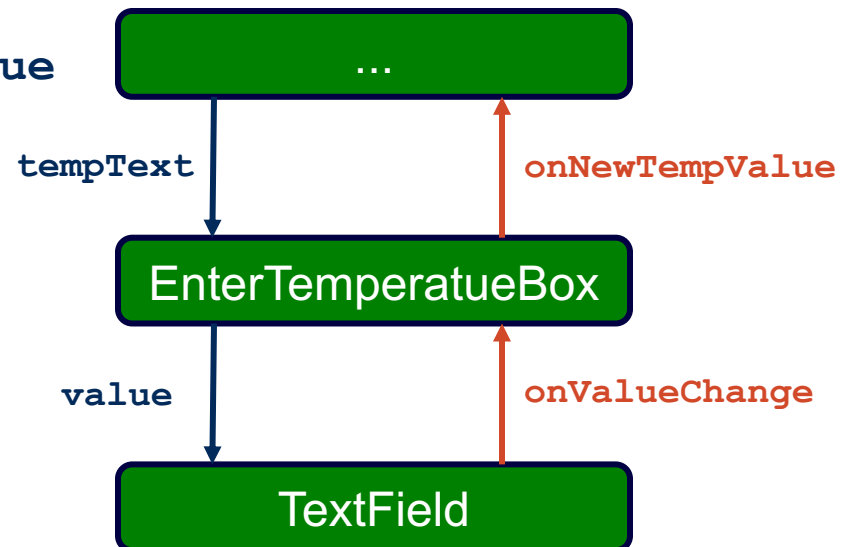 ue
...
tempText
onNewTempValue
EnterTemperatueBox
value
onValueChange
TextField